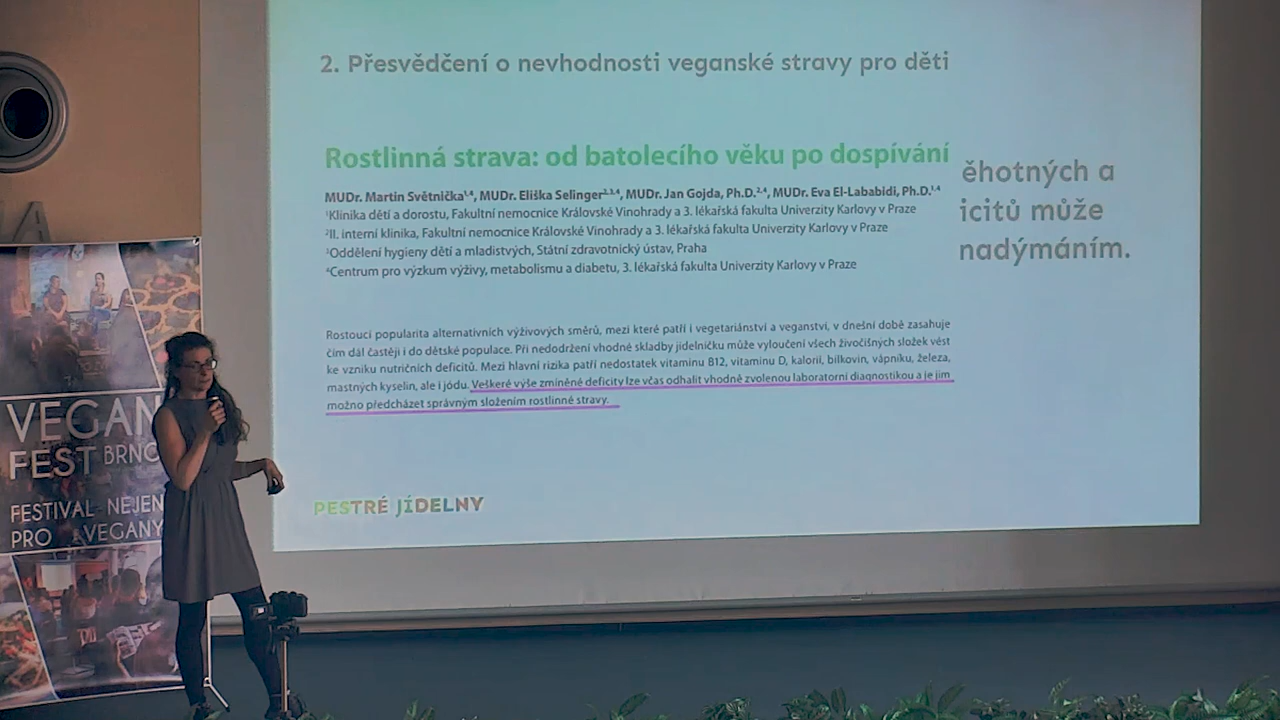 2. Přesvědčení o nevhodnosti veganské stravy pro děti
Rostlinná strava: od batolecího věku po dospívání
MUDr. Martin Světnička¹,⁴, MUDr. Eliška Selinger²,³,⁴, MUDr. Jan Gojda, Ph.D.²,⁴, MUDr. Eva El-Lababidi, Ph.D.¹,⁴
¹Klinika dětí a dorostu, Fakultní nemocnice Královské Vinohrady a 3. lékařská fakulta Univerzity Karlovy v Praze
²II. interní klinika, Fakultní nemocnice Královské Vinohrady a 3. lékařská fakulta Univerzity Karlovy v Praze
³Oddělení hygieny dětí a mladistvých, Státní zdravotnický ústav, Praha
⁴Centrum pro výzkum výživy, metabolismu a diabetu, 3. lékařská fakulta Univerzity Karlovy v Praze
ěhotných a
icitů může
nadýmáním.
Rostoucí popularita alternativních výživových směrů, mezi které patří i vegetariánství a veganství, v dnešní době zasahuje
čím dál častěji i do dětské populace. Při nedodržení vhodné skladby jídelníčku může vyloučení všech živočišných složek vést
ke vzniku nutričních deficitů. Mezi hlavní rizika patří nedostatek vitaminu B12, vitaminu D, kalorií, bílkovin, vápníku, železa,
mastných kyselin, ale i jódu. Veškeré výše zmíněné deficity lze včas odhalit vhodně zvolenou laboratorní diagnostikou a je jim
možno předcházet správným složením rostlinné stravy.
PESTRÉ JÍDELNY
VEGAN
FEST BRNO
FESTIVAL NEJEN
PRO VEGANY